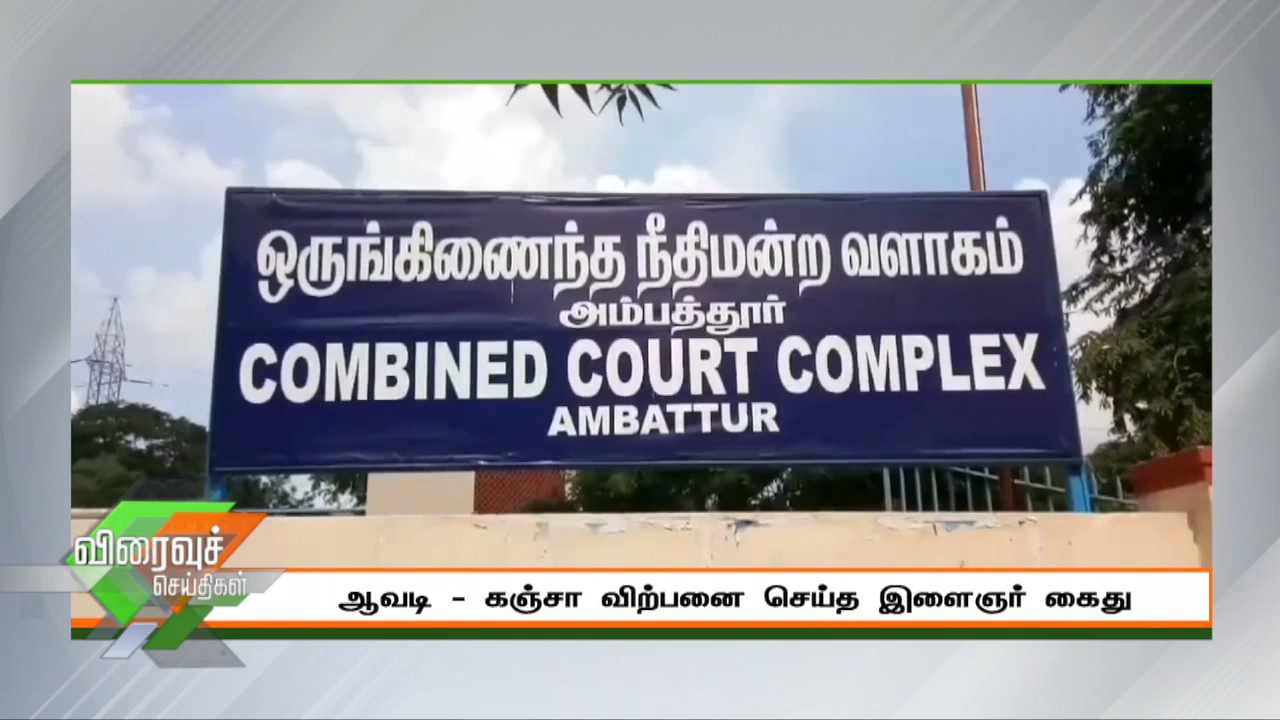 ஒருங்கிணைந்த நீதிமன்ற வளாகம்
அம்பத்தூர்
COMBINED COURT COMPLEX
AMBATTUR
விரைவுச்
செய்திகள்
ஆவடி - கஞ்சா விற்பனை செய்த இளைஞர் கைது